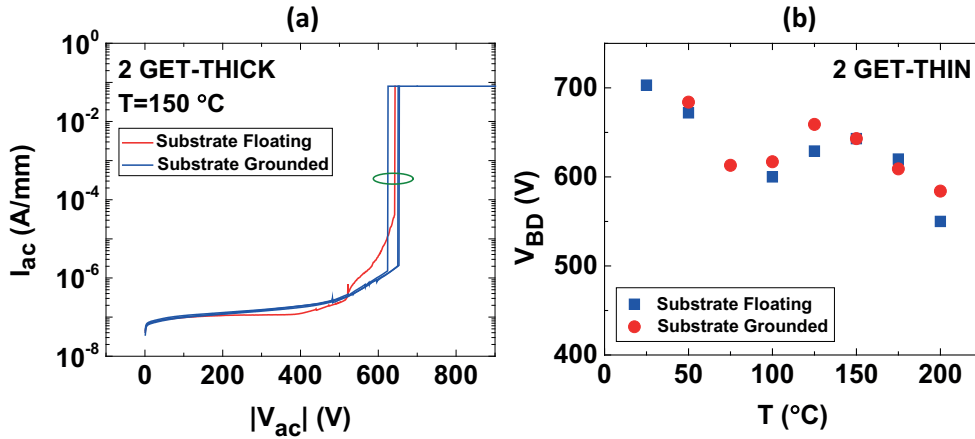 (a)
10^0
10^-2
10^-4
10^-6
10^-8
I_ac (A/mm)
2 GET-THICK
T=150 °C
Substrate Floating
Substrate Grounded
0
200
400
600
800
|V_ac| (V)
(b)
700
600
500
400
V_BD (V)
2 GET-THIN
Substrate Floating
Substrate Grounded
0
50
100
150
200
T (°C)